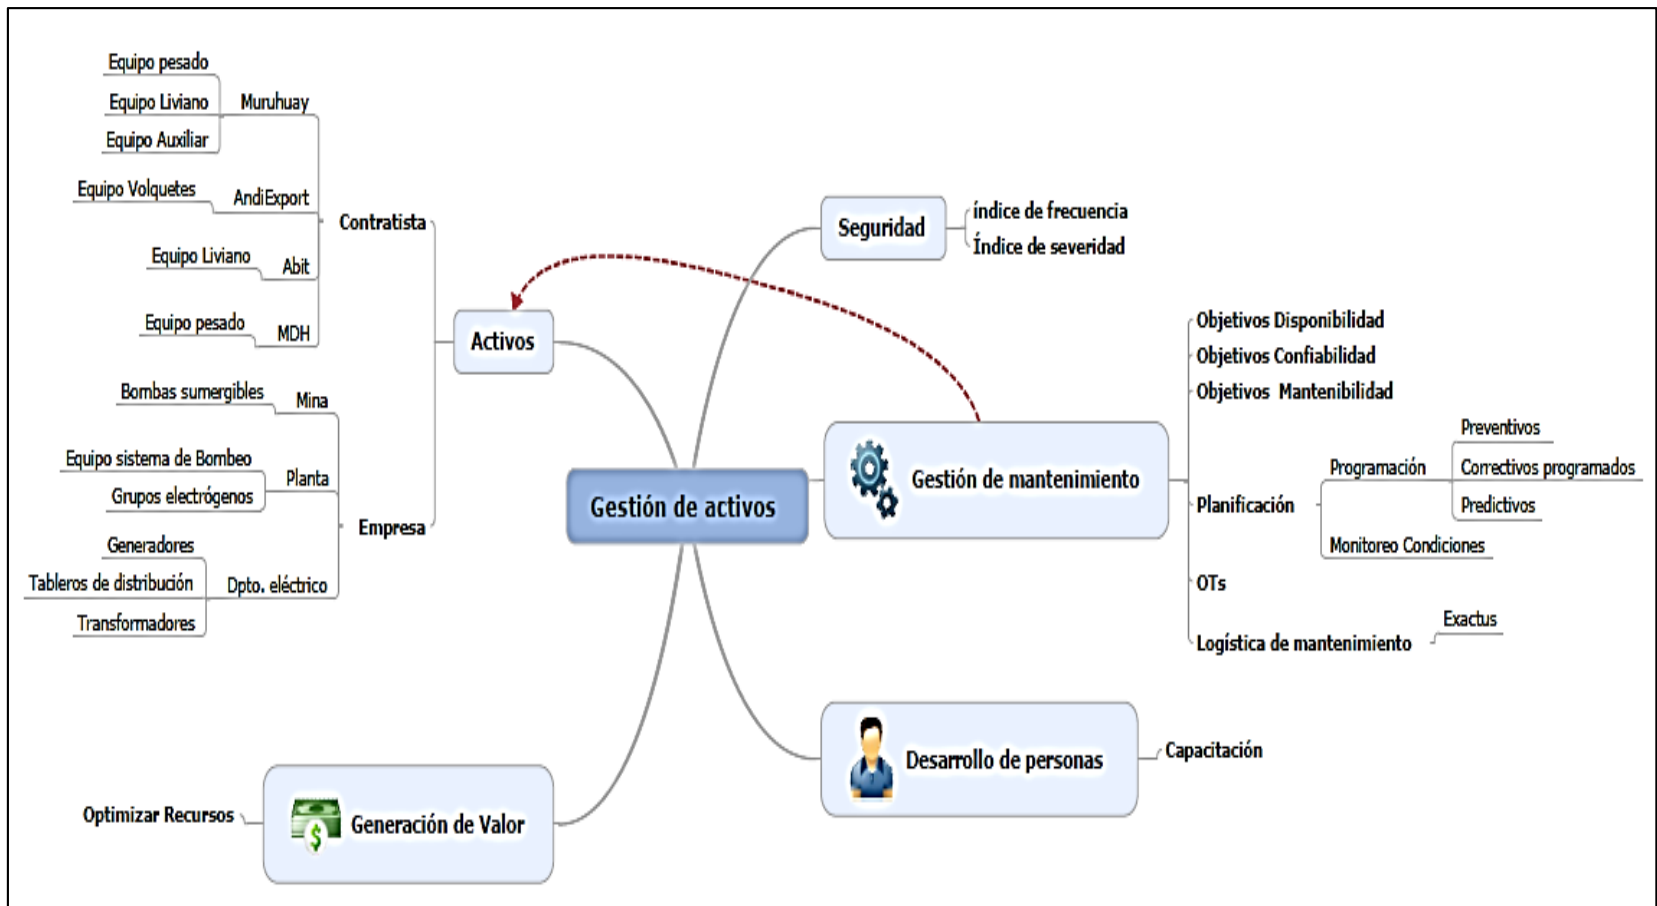 Equipo pesado
Equipo Liviano
Equipo Auxiliar
Muruhuay
Equipo Volquetes
AndiExport
Equipo Liviano
Abit
Equipo pesado
MDH
Contratista
Bombas sumergibles
Mina
Equipo sistema de Bombeo
Grupos electrógenos
Planta
Generadores
Tableros de distribución
Transformadores
Dpto. eléctrico
Empresa
Activos
Optimizar Recursos
Generación de Valor
Gestión de activos
Seguridad
índice de frecuencia
Índice de severidad
Gestión de mantenimiento
Objetivos Disponibilidad
Objetivos Confiabilidad
Objetivos Mantenibilidad
Planificación
Programación
Preventivos
Correctivos programados
Predictivos
Monitoreo Condiciones
OTs
Logística de mantenimiento
Exactus
Desarrollo de personas
Capacitación
$